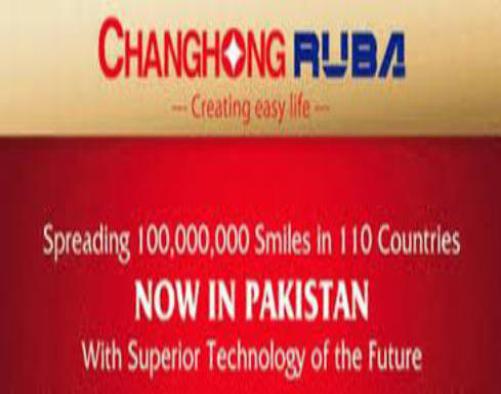 CHANGHONG RUBA
— Creating easy life —
Spreading 100,000,000 Smiles in 110 Countries
NOW IN PAKISTAN
With Superior Technology of the Future